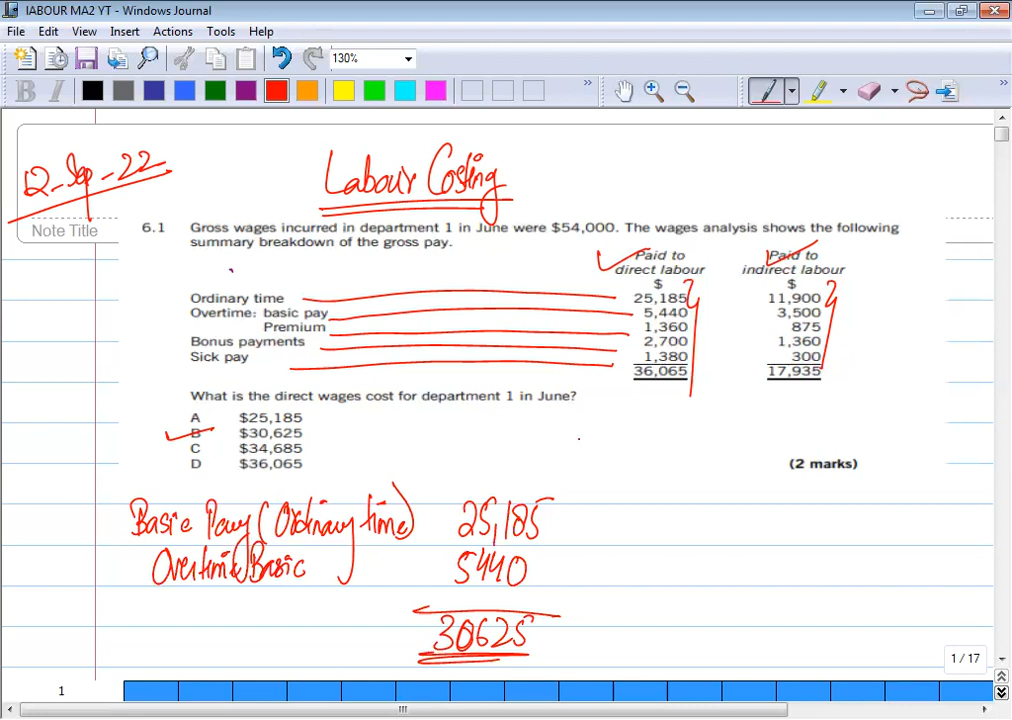 IABOUR MA2 YT - Windows Journal
File Edit View Insert Actions Tools Help
130%
B I
12-Sep-22
Labour Costing
Note Title
6.1 Gross wages incurred in department 1 in June were $54,000. The wages analysis shows the following
summary breakdown of the gross pay.
Paid to Paid to
direct labour indirect labour
$ $
Ordinary time 25,185 11,900
Overtime: basic pay 5,440 3,500
Premium 1,360 875
Bonus payments 2,700 1,360
Sick pay 1,380 300
36,065 17,935
What is the direct wages cost for department 1 in June?
A $25,185
B $30,625
C $34,685
D $36,065
(2 marks)
Basic Pay (Ordinary time) 25,185
Overtime Basic 5440
30625
1 / 17
1